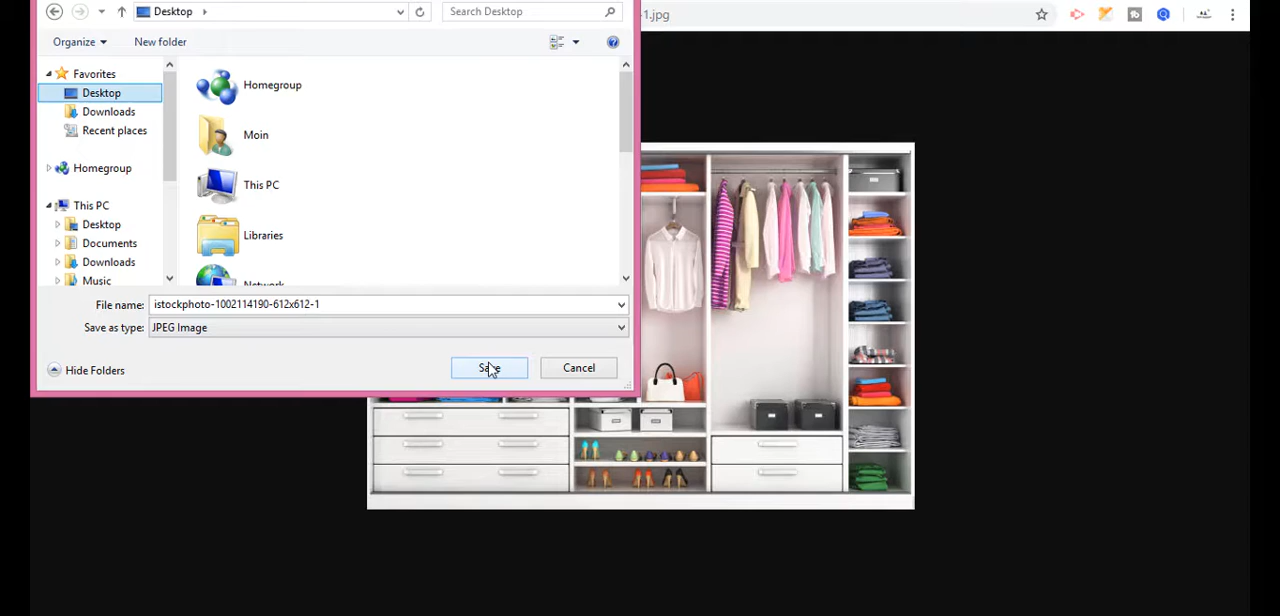 Desktop
Search Desktop
1.jpg
Organize
New folder
Favorites
Desktop
Downloads
Recent places
Homegroup
This PC
Desktop
Documents
Downloads
Music
Homegroup
Moin
This PC
Libraries
File name:
istockphoto-1002114190-612x612-1
Save as type:
JPEG Image
Hide Folders
Save
Cancel